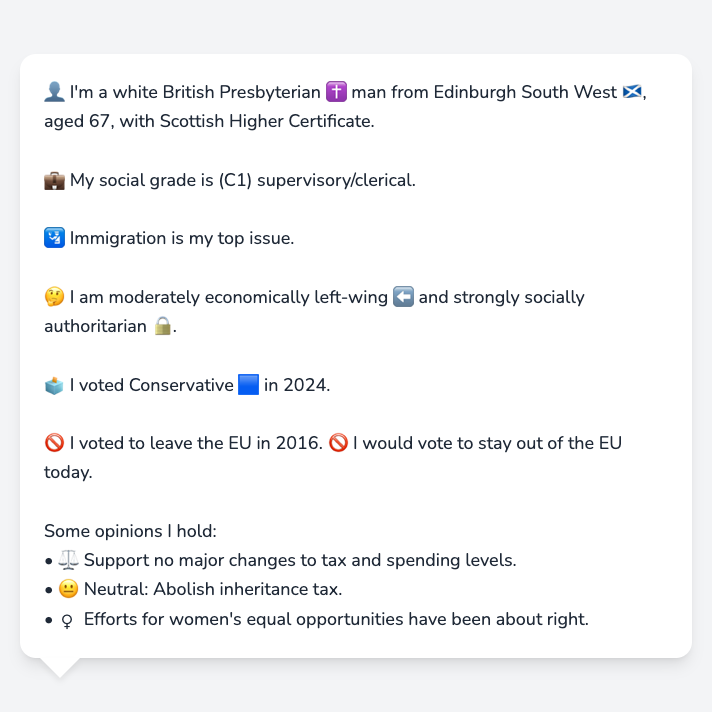 👤 I'm a white British Presbyterian ✝️ man from Edinburgh South West 🏴󠁧󠁢󠁳󠁣󠁴󠁿,
aged 67, with Scottish Higher Certificate.
💼 My social grade is (C1) supervisory/clerical.
🛂 Immigration is my top issue.
🤔 I am moderately economically left-wing ⬅️ and strongly socially
authoritarian 🔒.
🗳️ I voted Conservative 🟦 in 2024.
🚫 I voted to leave the EU in 2016. 🚫 I would vote to stay out of the EU
today.
Some opinions I hold:
• ⚖️ Support no major changes to tax and spending levels.
• 😐 Neutral: Abolish inheritance tax.
• ♀ Efforts for women's equal opportunities have been about right.